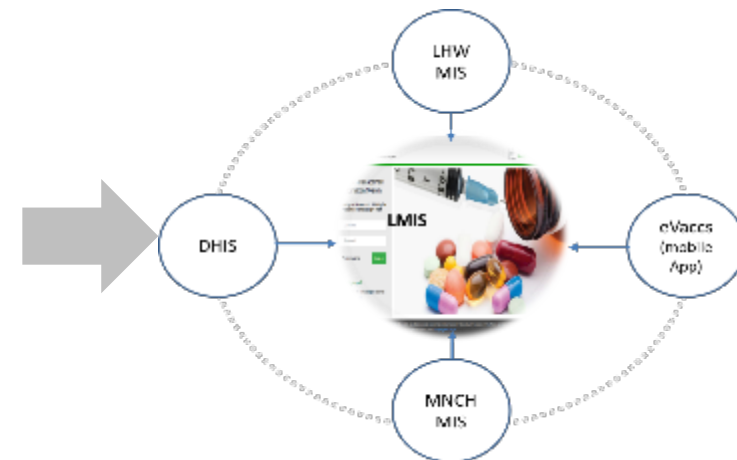 LHW
MIS
DHIS
LMIS
eVaccs
(mobile
App)
MNCH
MIS